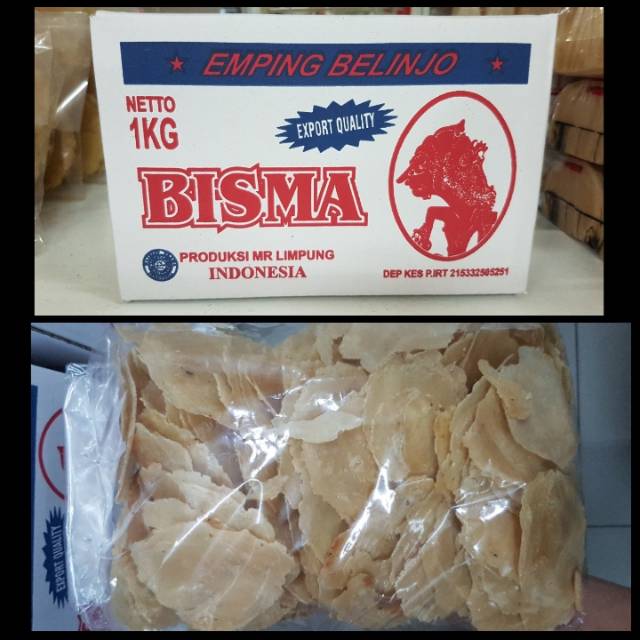 EMPING BELINJO
NETTO
1KG
EXPORT QUALITY
BISMA
PRODUKSI MR LIMPUNG
INDONESIA
DEP KES P.IRT 215332505251
EXPORT QUALITY